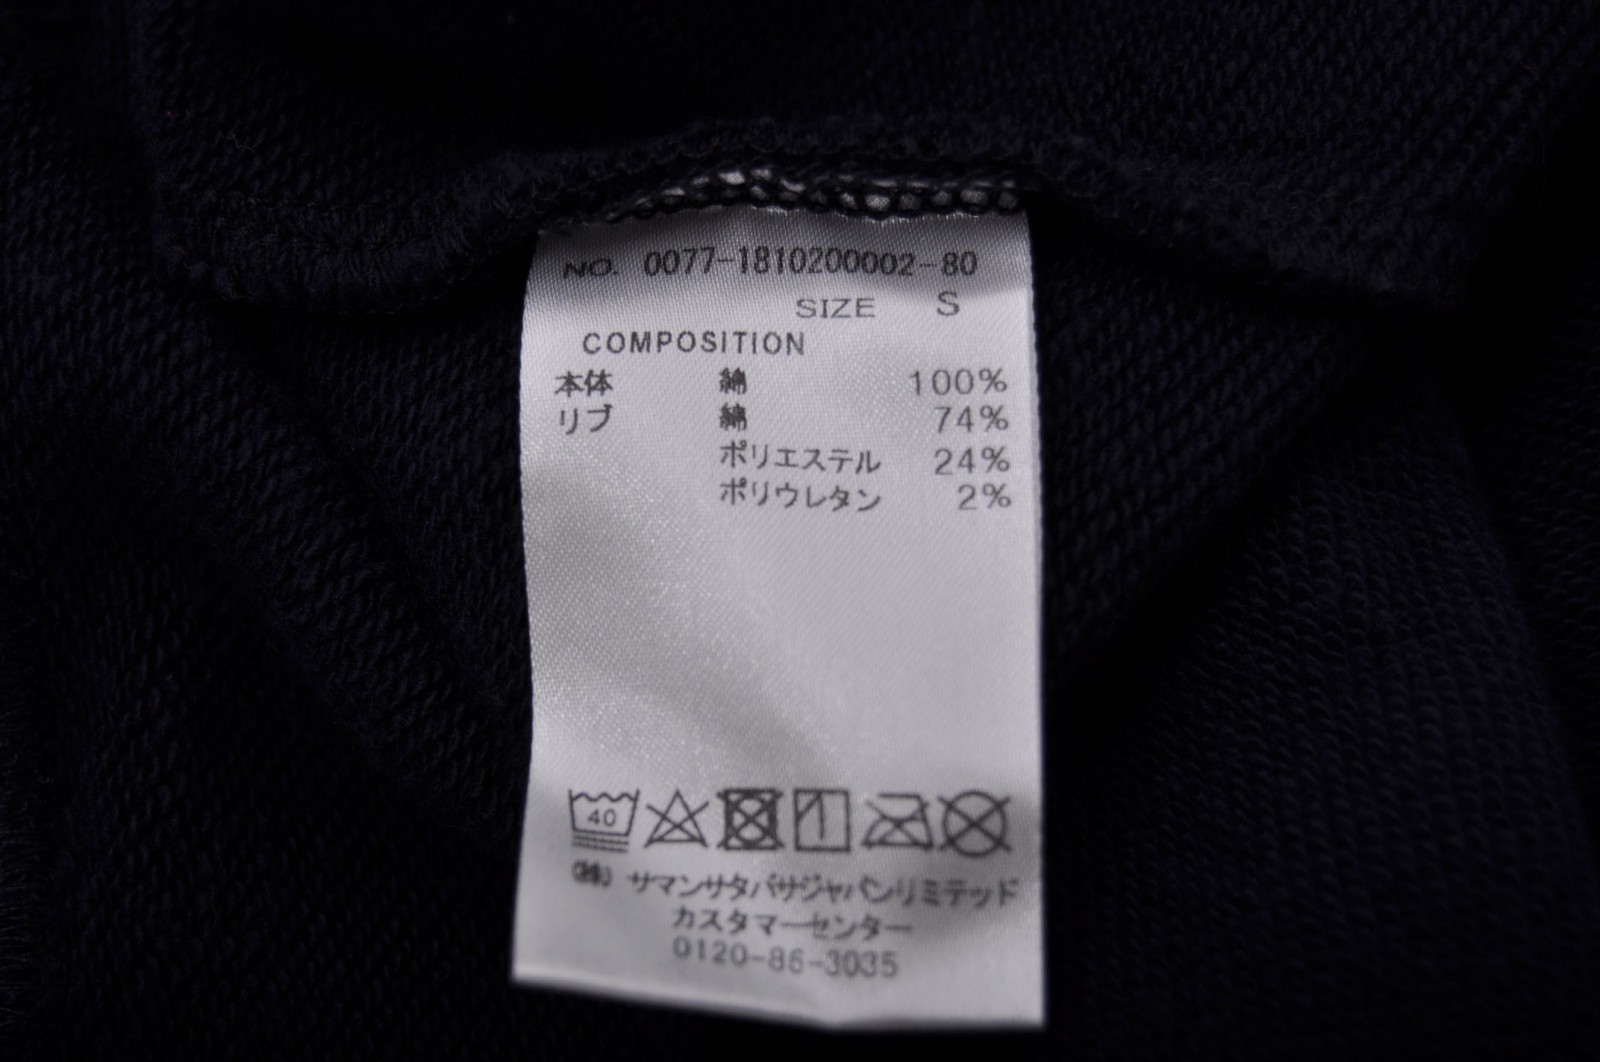 NO. 0077-1810200002-80
SIZE S
COMPOSITION
本体 綿 100%
リブ 綿 74%
ポリエステル 24%
ポリウレタン 2%
40
㈱ サマンサタバサジャパンリミテッド
カスタマーセンター
0120-86-3035